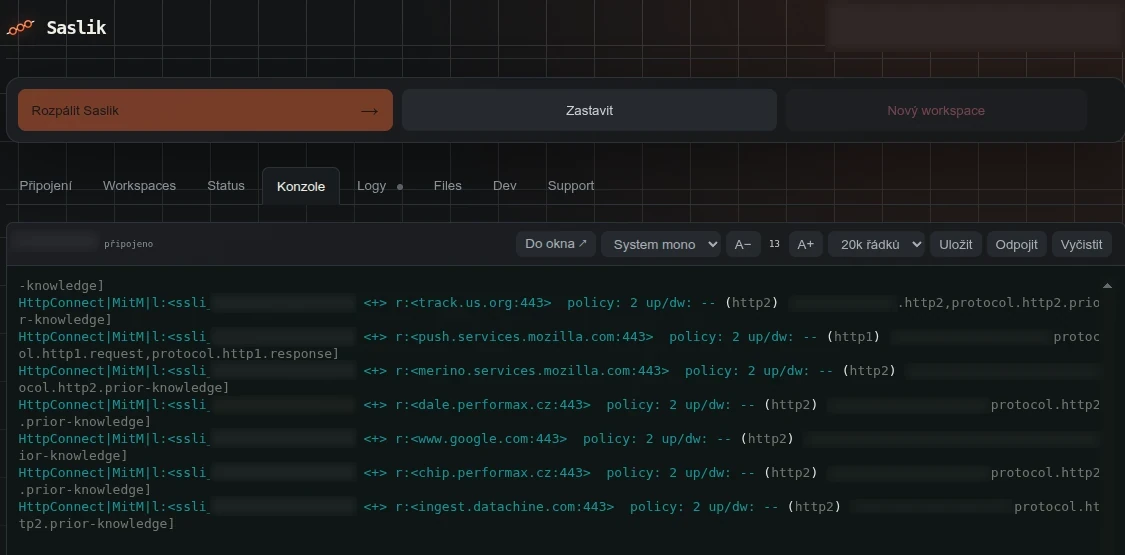 Saslik
Rozpálit Saslik →
Zastavit
Nový workspace
Připojení Workspaces Status Konzole Logy Files Dev Support
připojeno Do okna ↗ System mono A− 13 A+ 20k řádků Uložit Odpojit Vyčistit
-knowledge]
HttpConnect|MitM|l:<ssli_ <+> r:<track.us.org:443> policy: 2 up/dw: -- (http2) .http2,protocol.http2.prio
r-knowledge]
HttpConnect|MitM|l:<ssli_ <+> r:<push.services.mozilla.com:443> policy: 2 up/dw: -- (http1) protoc
ol.http1.request,protocol.http1.response]
HttpConnect|MitM|l:<ssli_ <+> r:<merino.services.mozilla.com:443> policy: 2 up/dw: -- (http2)
ocol.http2.prior-knowledge]
HttpConnect|MitM|l:<ssli_ <+> r:<dale.performax.cz:443> policy: 2 up/dw: -- (http2) protocol.http2
.prior-knowledge]
HttpConnect|MitM|l:<ssli_ <+> r:<www.google.com:443> policy: 2 up/dw: -- (http2)
ior-knowledge]
HttpConnect|MitM|l:<ssli_ <+> r:<chip.performax.cz:443> policy: 2 up/dw: -- (http2) protocol.http2
.prior-knowledge]
HttpConnect|MitM|l:<ssli_ <+> r:<ingest.datachine.com:443> policy: 2 up/dw: -- (http2) protocol.ht
tp2.prior-knowledge]